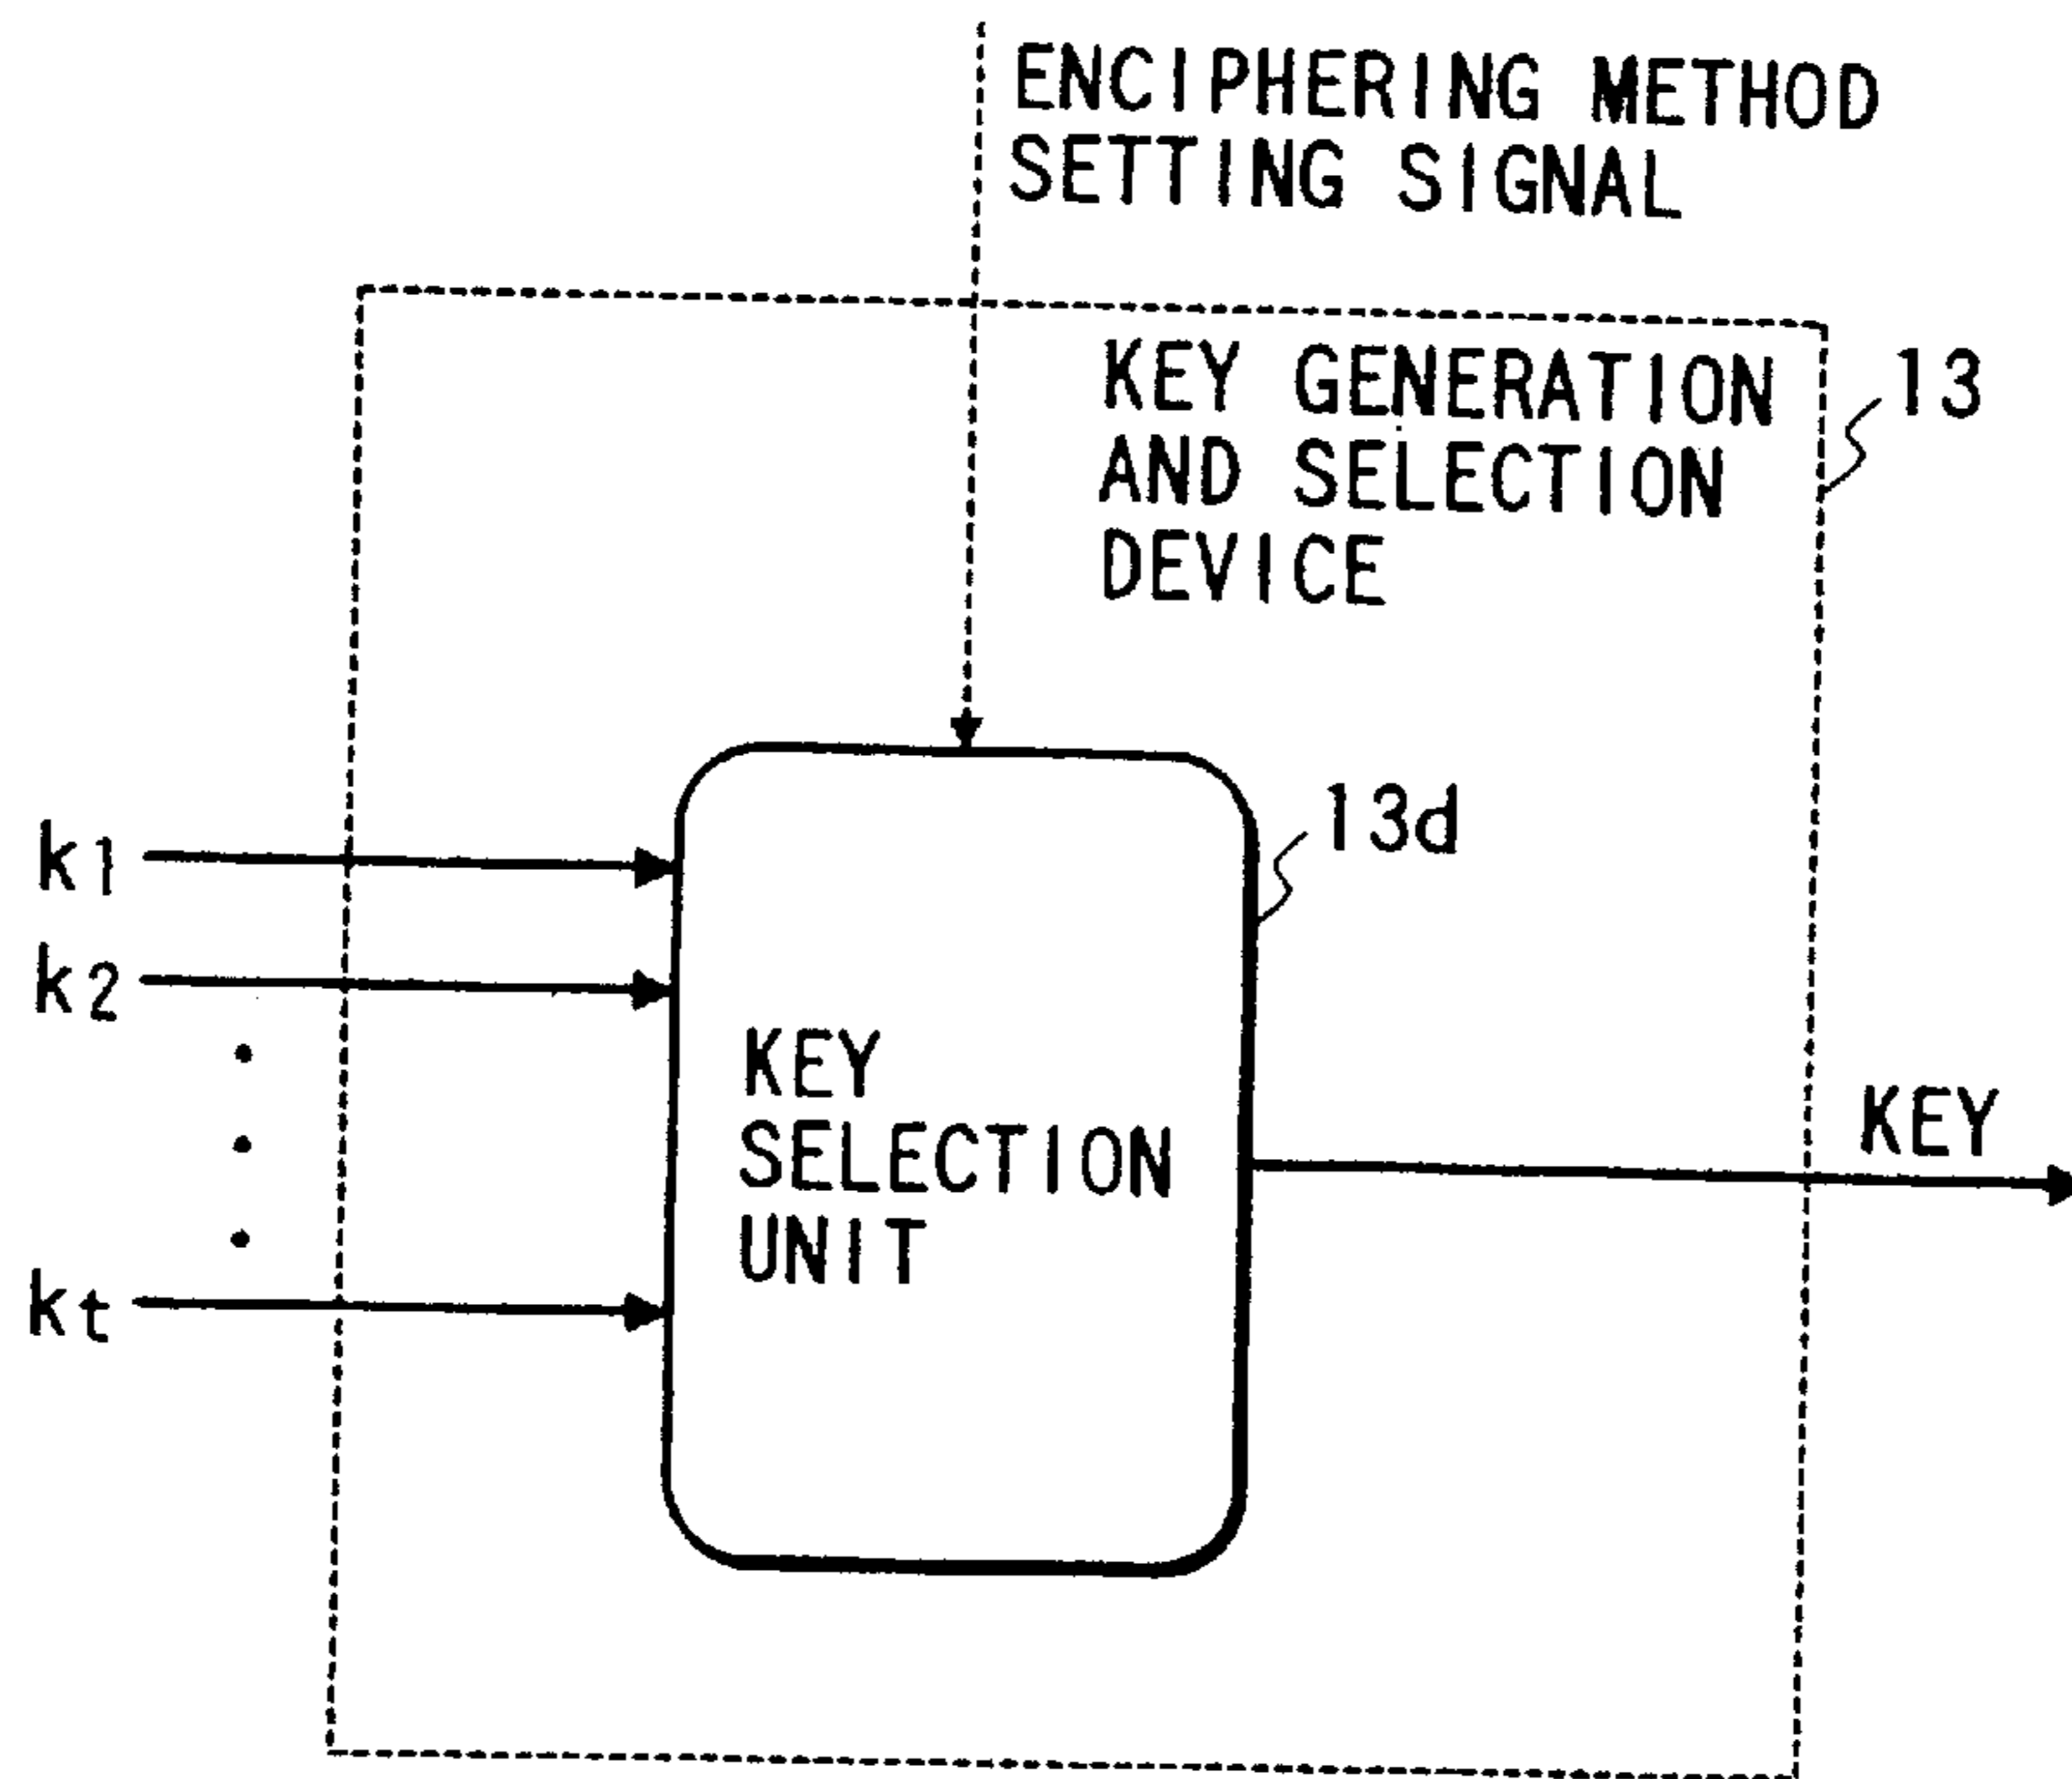 ENCIPHERING METHOD
SETTING SIGNAL
KEY GENERATION
AND SELECTION
DEVICE
13
13d
k1
k2
kt
KEY
SELECTION
UNIT
KEY